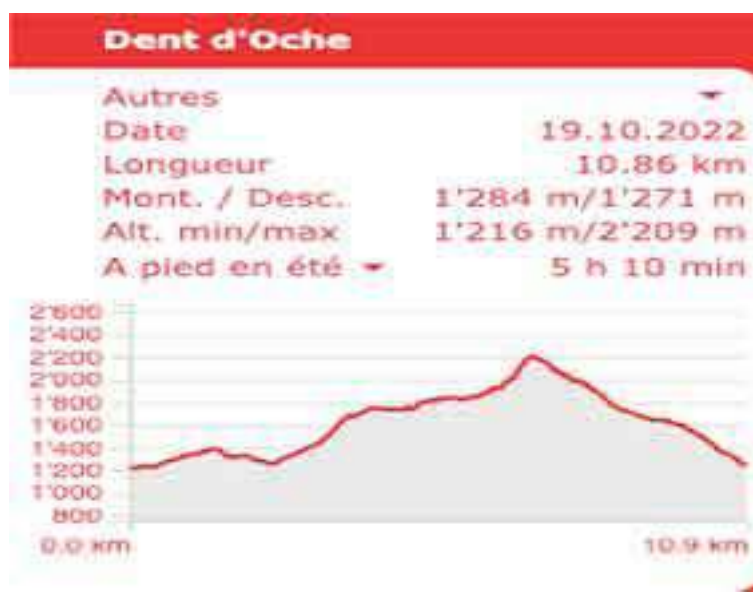 Dent d'Oche
Autres
Date 19.10.2022
Longueur 10.86 km
Mont. / Desc. 1'284 m/1'271 m
Alt. min/max 1'216 m/2'209 m
A pied en été 5 h 10 min
2'600
2'400
2'200
2'000
1'800
1'600
1'400
1'200
1'000
800
0.0 km 10.9 km